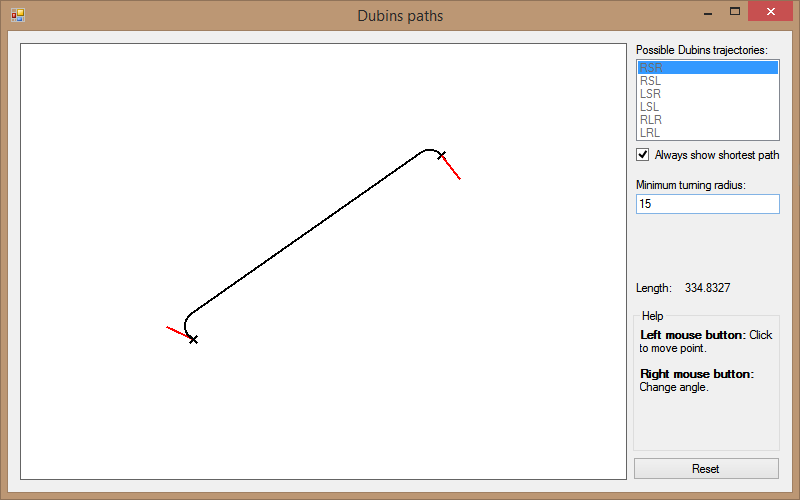 Dubins paths
Possible Dubins trajectories:
RSR
RSL
LSR
LSL
RLR
LRL
Always show shortest path
Minimum turning radius:
15
Length: 334.8327
Help
Left mouse button: Click
to move point.
Right mouse button:
Change angle.
Reset